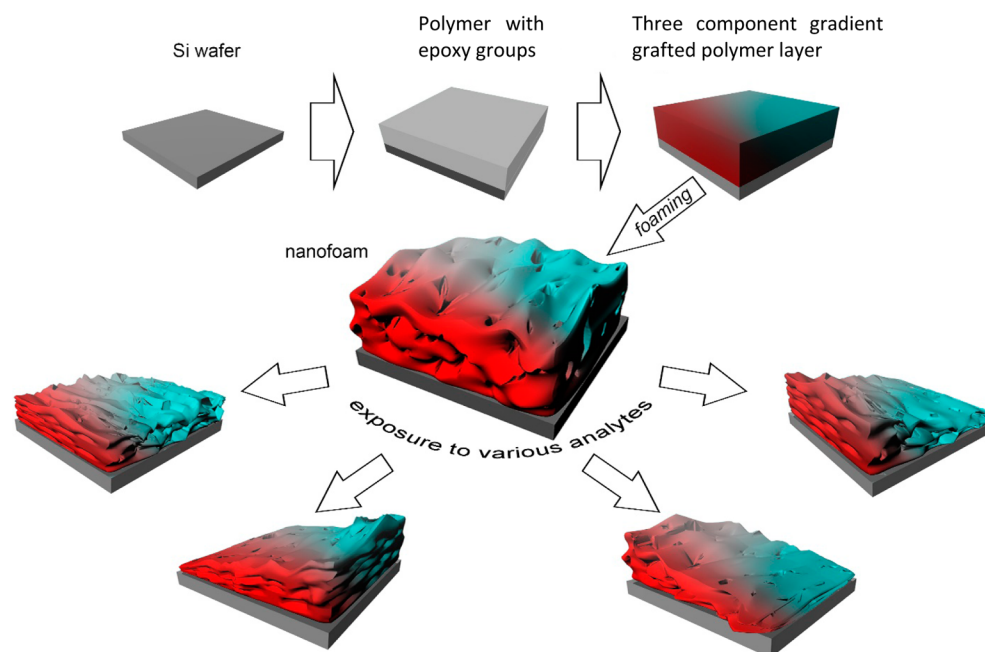 Si wafer
Polymer with
epoxy groups
Three component gradient
grafted polymer layer
foaming
nanofoam
exposure to various analytes